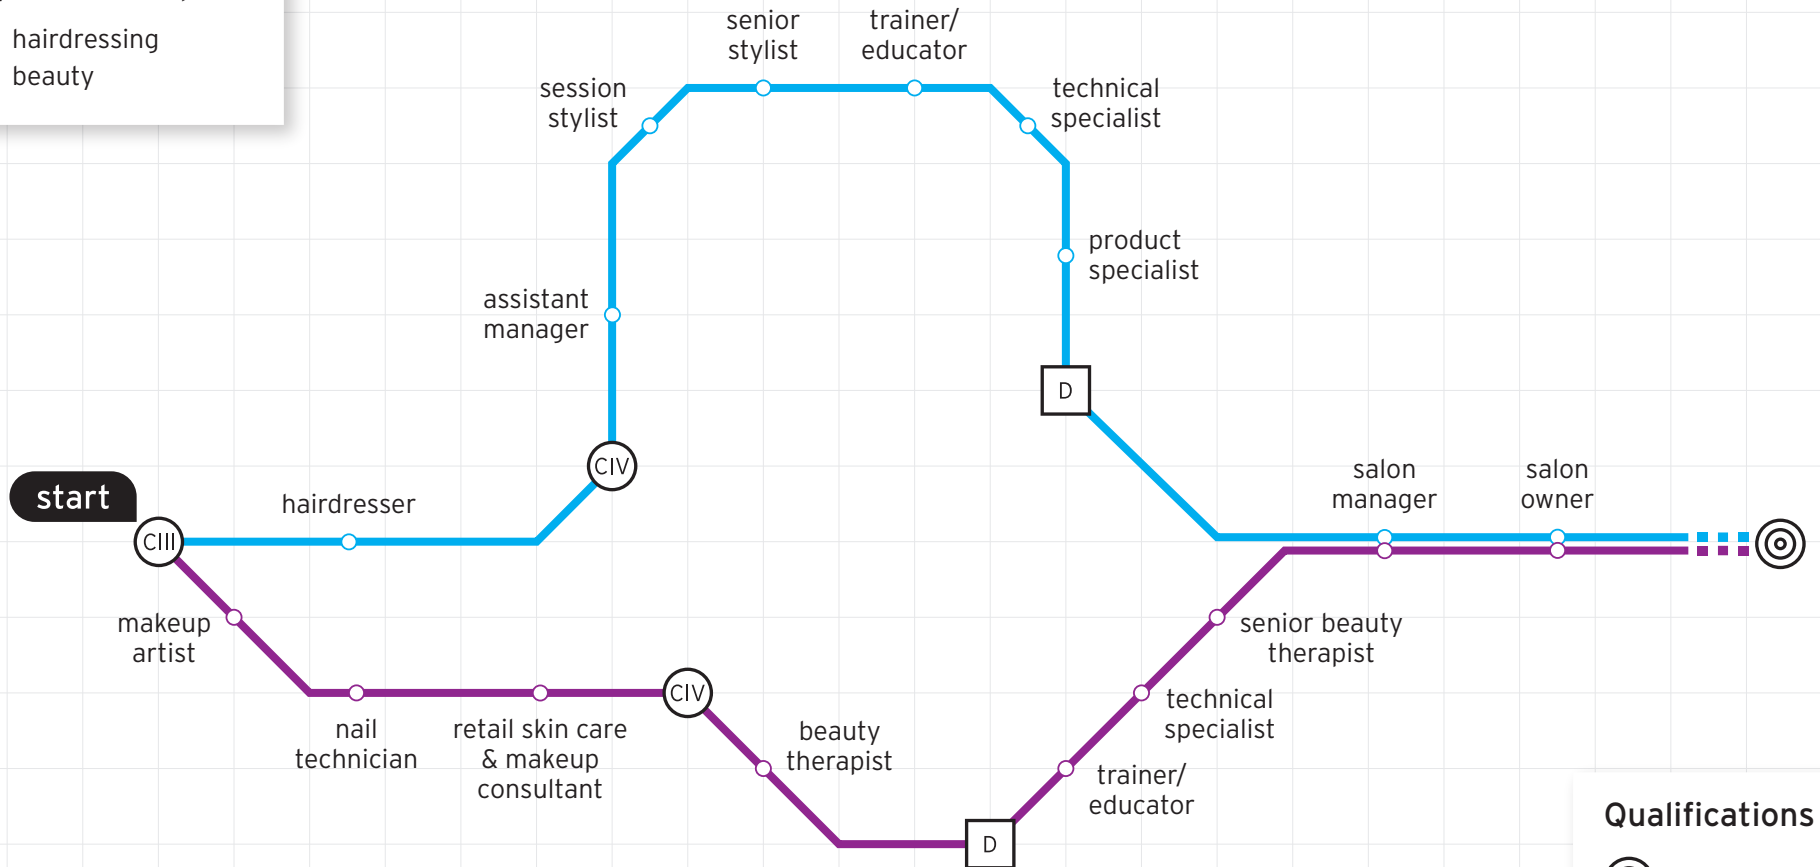 hairdressing
beauty
senior
stylist
trainer/
educator
session
stylist
technical
specialist
product
specialist
assistant
manager
D
CIV
start
hairdresser
CIII
salon
manager
salon
owner
makeup
artist
nail
technician
retail skin care
& makeup
consultant
CIV
beauty
therapist
D
trainer/
educator
technical
specialist
senior beauty
therapist
Qualifications